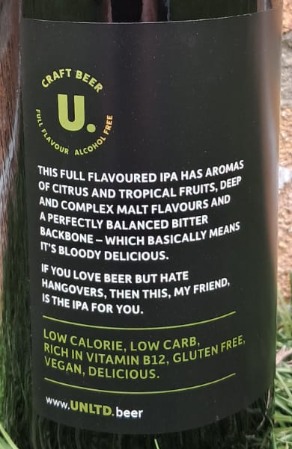 CRAFT BEER
U.
FULL FLAVOUR ALCOHOL FREE
THIS FULL FLAVOURED IPA HAS AROMAS
OF CITRUS AND TROPICAL FRUITS, DEEP
AND COMPLEX MALT FLAVOURS AND
A PERFECTLY BALANCED BITTER
BACKBONE – WHICH BASICALLY MEANS
IT'S BLOODY DELICIOUS.
IF YOU LOVE BEER BUT HATE
HANGOVERS, THEN THIS, MY FRIEND,
IS THE IPA FOR YOU.
LOW CALORIE, LOW CARB,
RICH IN VITAMIN B12, GLUTEN FREE,
VEGAN, DELICIOUS.
www.UNLTD.beer